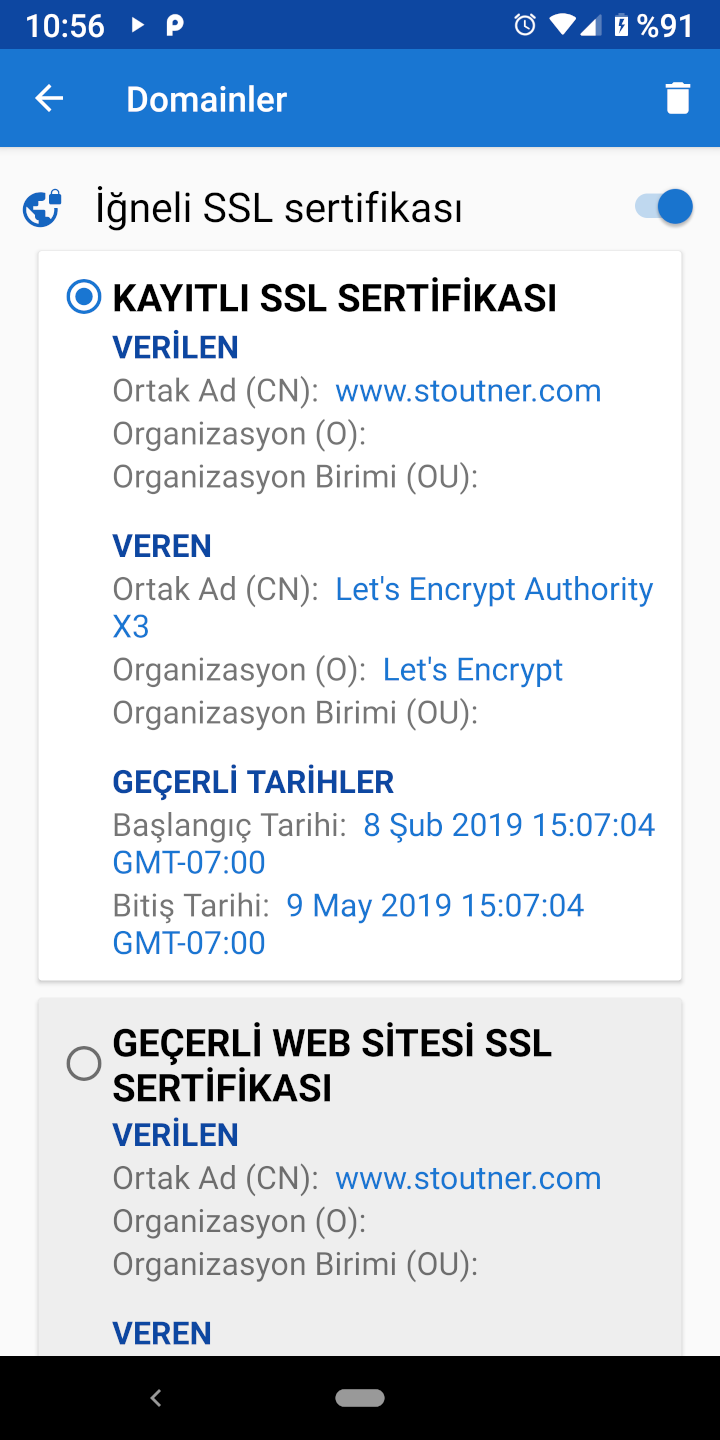 10:56
%91
Domainler
İğneli SSL sertifikası
KAYITLI SSL SERTİFİKASI
VERİLEN
Ortak Ad (CN):  www.stoutner.com
Organizasyon (O):
Organizasyon Birimi (OU):
VEREN
Ortak Ad (CN):  Let's Encrypt Authority
X3
Organizasyon (O):  Let's Encrypt
Organizasyon Birimi (OU):
GEÇERLİ TARİHLER
Başlangıç Tarihi:  8 Şub 2019 15:07:04
GMT-07:00
Bitiş Tarihi:  9 May 2019 15:07:04
GMT-07:00
GEÇERLİ WEB SİTESİ SSL
SERTİFİKASI
VERİLEN
Ortak Ad (CN):  www.stoutner.com
Organizasyon (O):
Organizasyon Birimi (OU):
VEREN